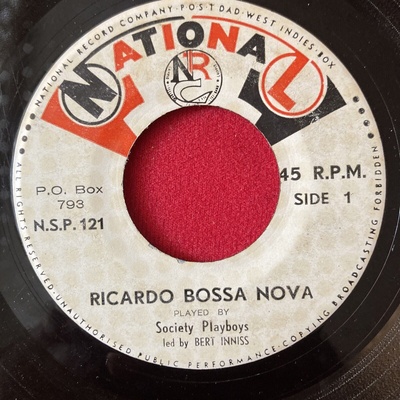 NATIONAL RECORD COMPANY-POST DAD. WEST INDIES. BOX
NATIONAL
NR
P.O. Box
793
N.S.P. 121
45 R.P.M.
SIDE 1
RICARDO BOSSA NOVA
PLAYED BY
Society Playboys
led by BERT INNISS
ALL RIGHTS RESERVED-UNAUTHORISED PUBLIC PERFORMANCE-COPYING BROADCASTING FORBIDDEN